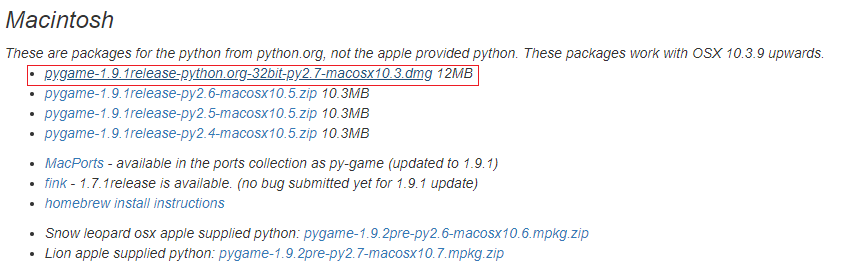 Macintosh
These are packages for the python from python.org, not the apple provided python. These packages work with OSX 10.3.9 upwards.
pygame-1.9.1release-python.org-32bit-py2.7-macosx10.3.dmg 12MB
pygame-1.9.1release-py2.6-macosx10.5.zip 10.3MB
pygame-1.9.1release-py2.5-macosx10.5.zip 10.3MB
pygame-1.9.1release-py2.4-macosx10.5.zip 10.3MB
MacPorts - available in the ports collection as py-game (updated to 1.9.1)
fink - 1.7.1release is available. (no bug submitted yet for 1.9.1 update)
homebrew install instructions
Snow leopard osx apple supplied python: pygame-1.9.2pre-py2.6-macosx10.6.mpkg.zip
Lion apple supplied python: pygame-1.9.2pre-py2.7-macosx10.7.mpkg.zip